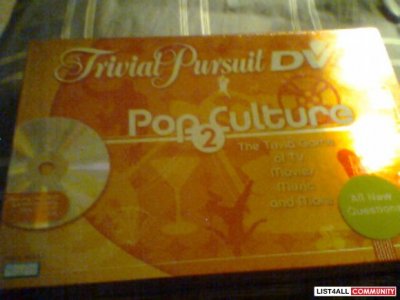 Trivial Pursuit DV
Pop Culture
2
The Trivia Game
of TV
Movies
Music
and More
All New
Questions
LIST4ALL COMMUNITY